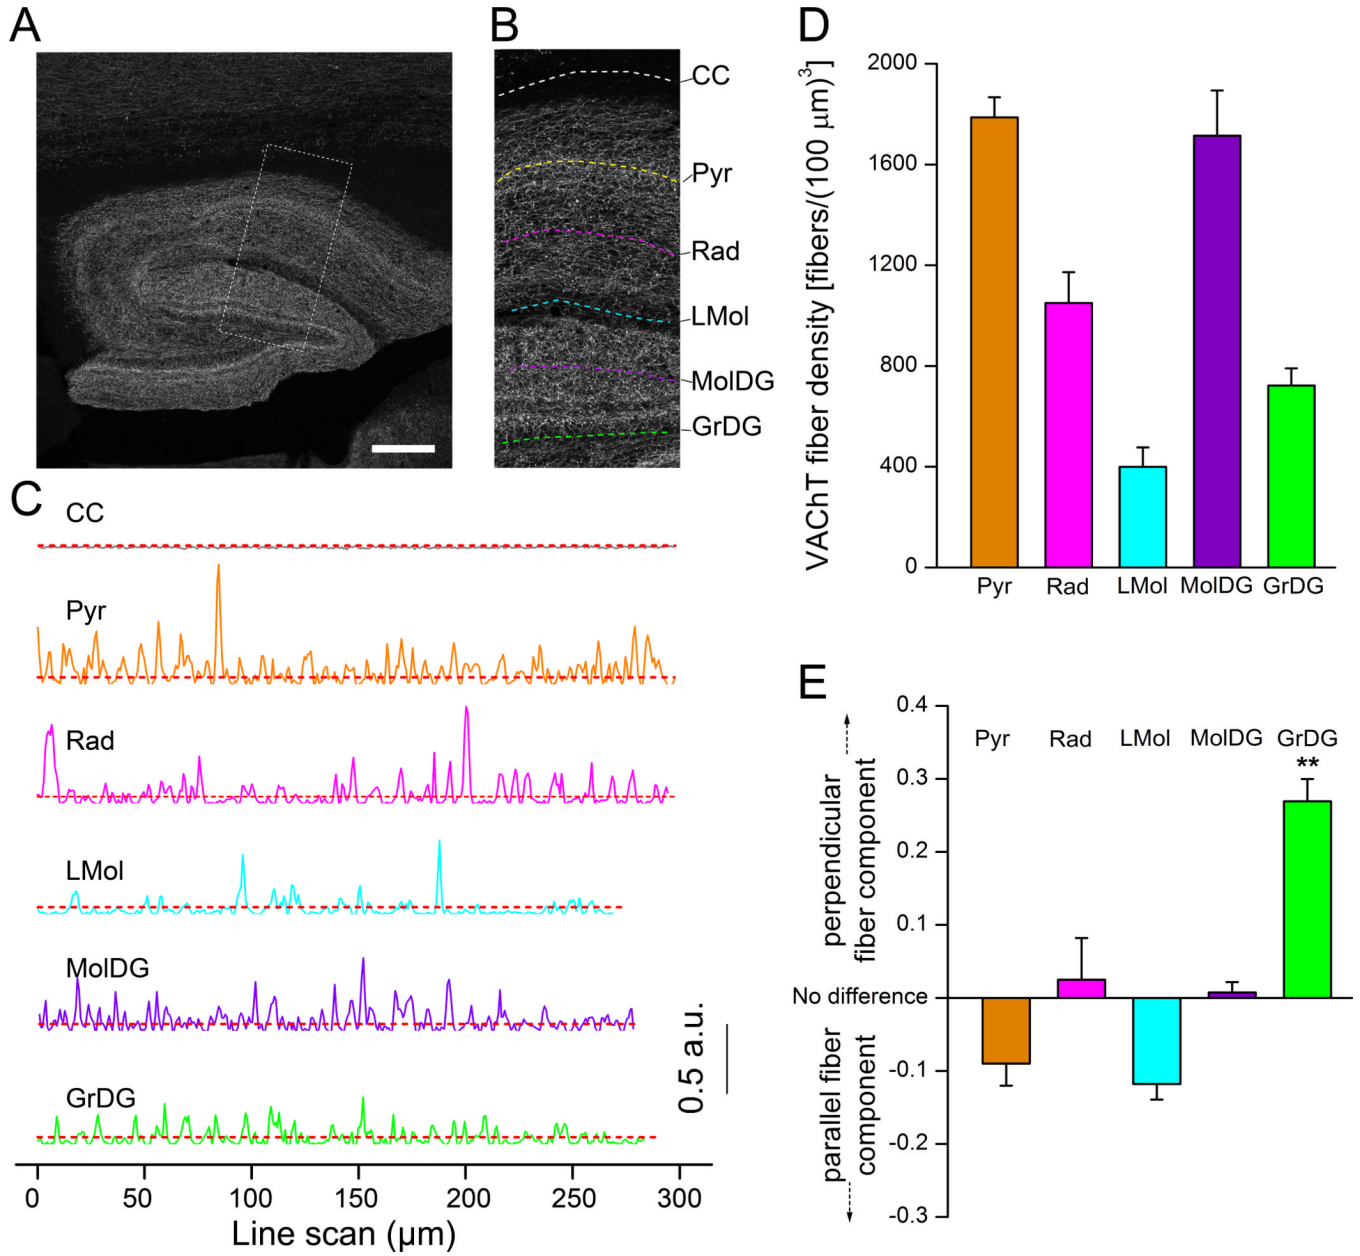 A
B
CC
Pyr
Rad
LMol
MolDG
GrDG
C
CC
Pyr
Rad
LMol
MolDG
GrDG
0.5 a.u.
0 50 100 150 200 250 300
Line scan (µm)
D
VAChT fiber density [fibers/(100 µm)³]
2000
1600
1200
800
400
0
Pyr Rad LMol MolDG GrDG
E
perpendicular
fiber component
No difference
parallel fiber
component
0.4
0.3
0.2
0.1
-0.1
-0.2
-0.3
Pyr Rad LMol MolDG GrDG
**